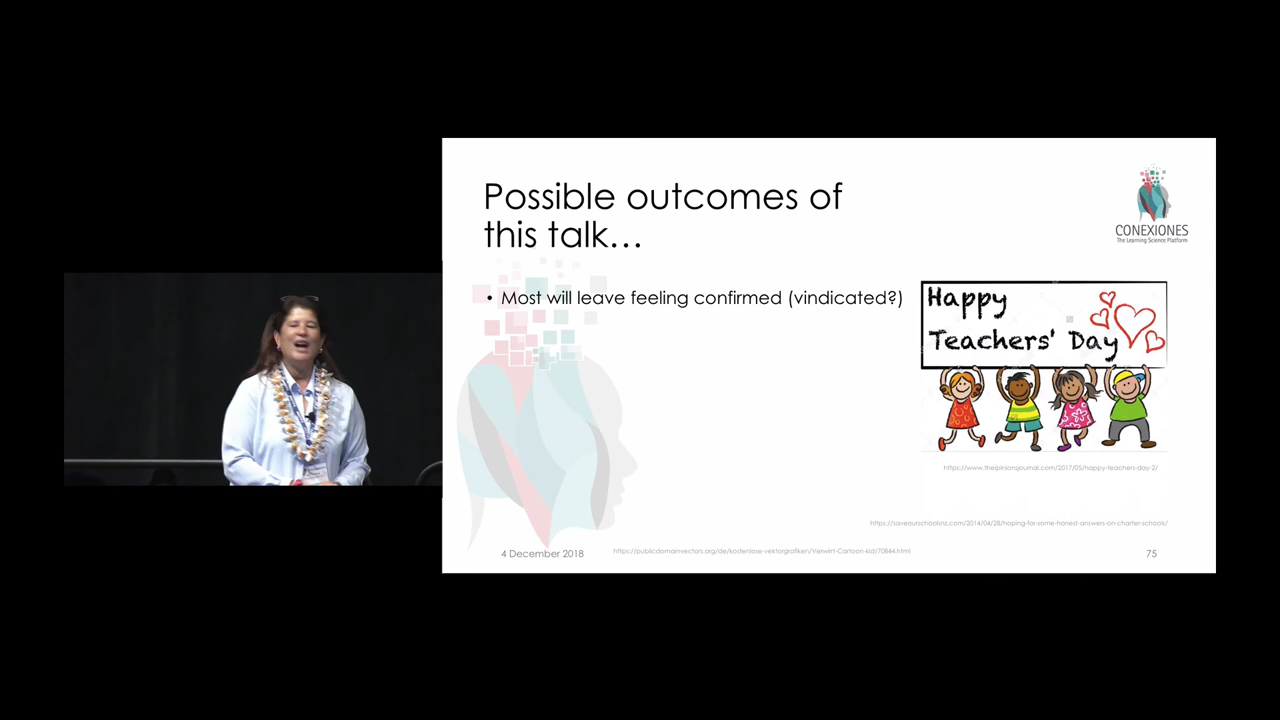 Possible outcomes of
this talk…
CONEXIONES
The Learning Science Platform
• Most will leave feeling confirmed (vindicated?)
Happy
Teachers' Day
https://www.theipinionsjournal.com/2017/05/happy-teachers-day-2/
https://saveourschoolsnz.com/2014/04/28/hoping-for-some-honest-answers-on-charter-schools/
4 December 2018
https://publicdomainvectors.org/de/kostenlose-vektorgrafiken/Verwirrt-Cartoon-kid/70844.html
75